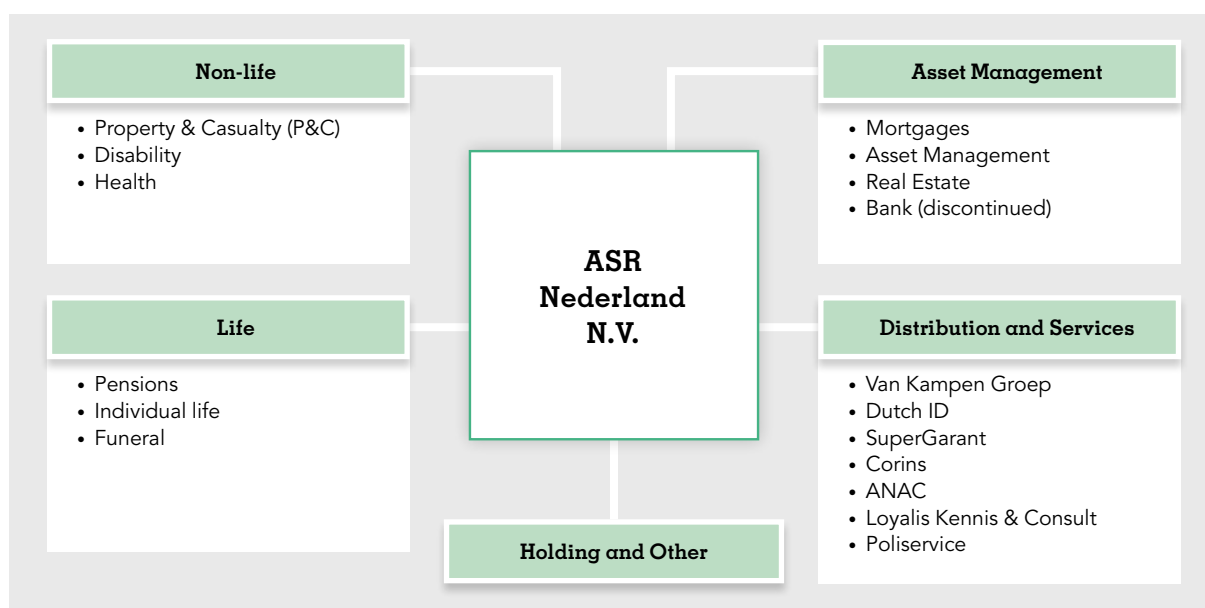 Non-life
• Property & Casualty (P&C)
• Disability
• Health
Life
• Pensions
• Individual life
• Funeral
ASR
Nederland
N.V.
Holding and Other
Asset Management
• Mortgages
• Asset Management
• Real Estate
• Bank (discontinued)
Distribution and Services
• Van Kampen Groep
• Dutch ID
• SuperGarant
• Corins
• ANAC
• Loyalis Kennis & Consult
• Poliservice